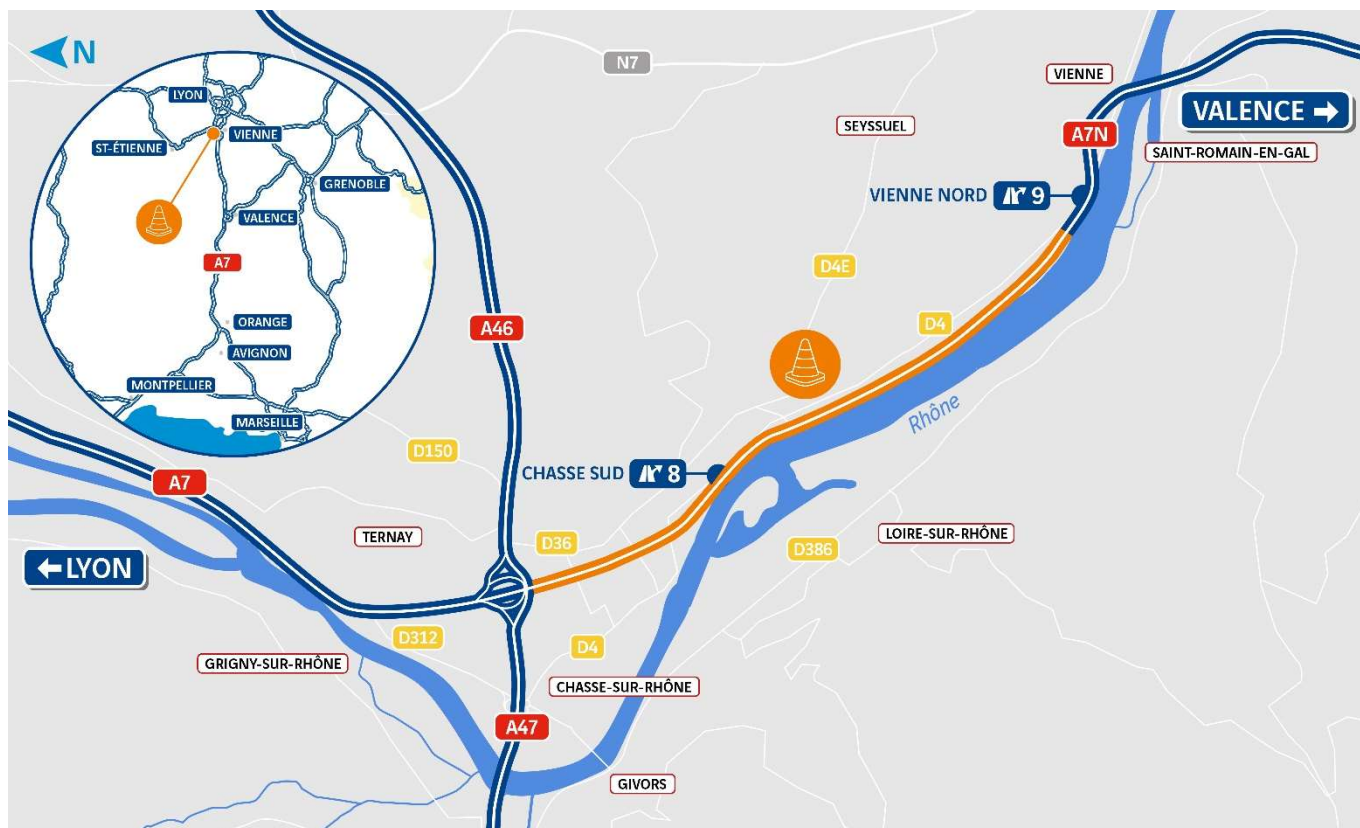 N
LYON
VIENNE
ST-ÉTIENNE
GRENOBLE
VALENCE
A7
ORANGE
AVIGNON
MONTPELLIER
MARSEILLE
N7
VIENNE
VALENCE
SEYSSUEL
A7N
SAINT-ROMAIN-EN-GAL
VIENNE NORD 9
D4E
A46
D4
Rhône
D150
CHASSE SUD 8
A7
TERNAY
D36
D386
LOIRE-SUR-RHÔNE
LYON
D312
D4
GRIGNY-SUR-RHÔNE
CHASSE-SUR-RHÔNE
A47
GIVORS